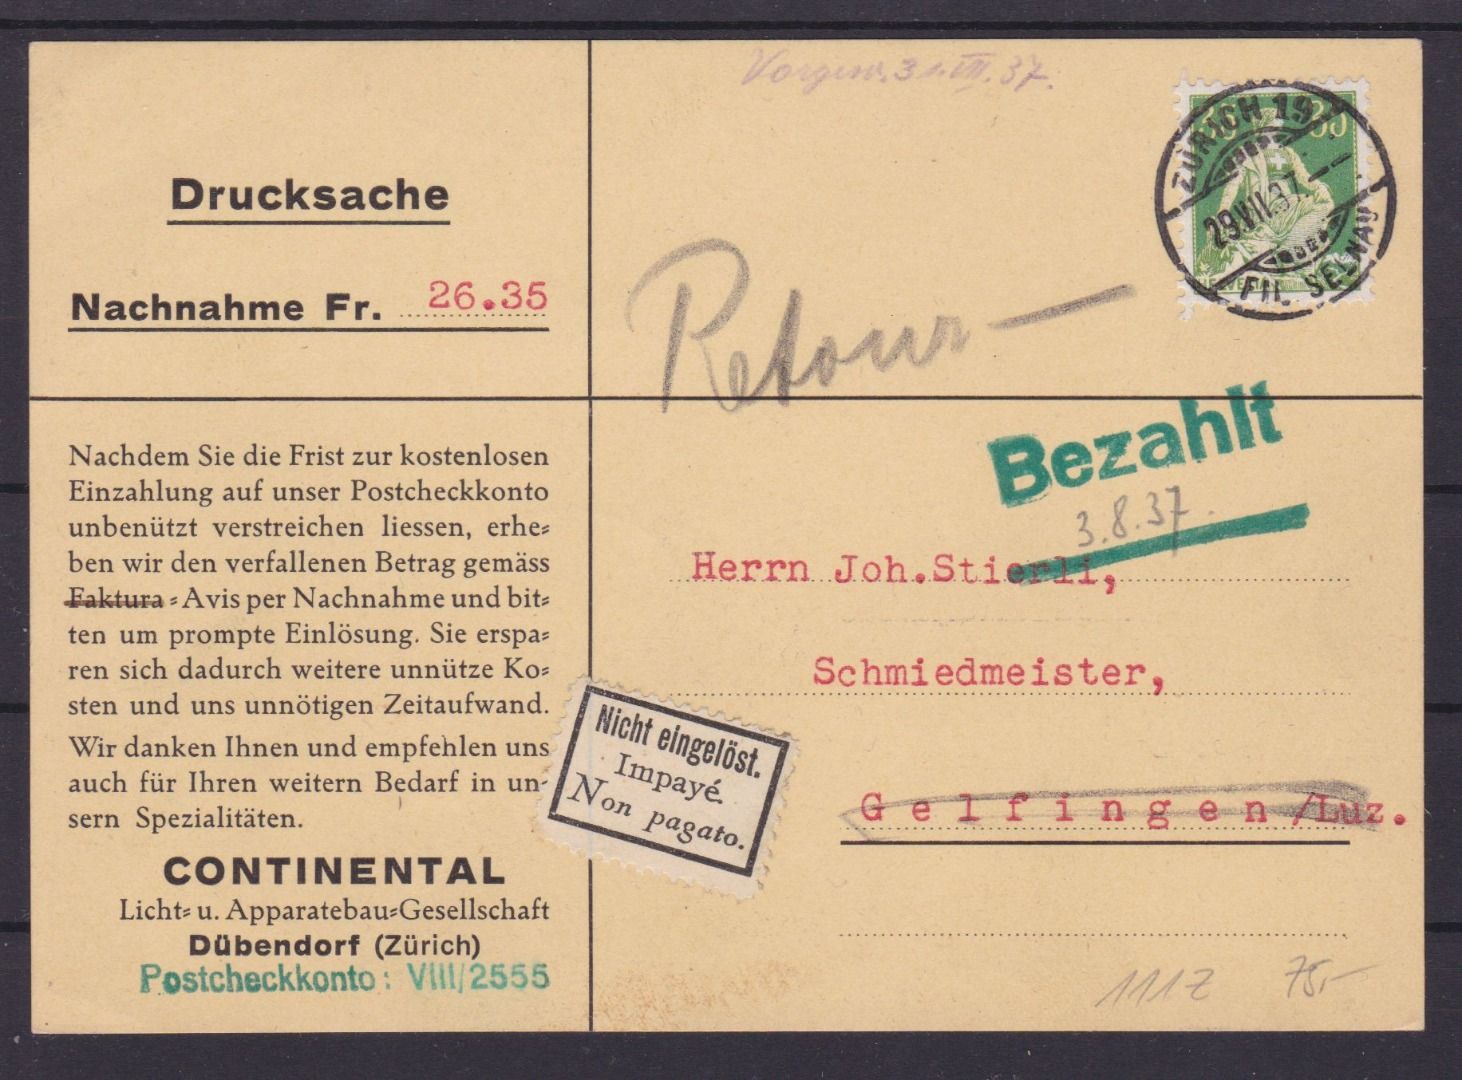 Vorgew. 31.VII.37.
35
HELVETIA
ZÜRICH 19
29.VII.37.
FIL. SELNAU
Drucksache
Nachnahme Fr. 26.35
Retour —
Bezahlt
3.8.37.
Nachdem Sie die Frist zur kostenlosen
Einzahlung auf unser Postcheckkonto
unbenützt verstreichen liessen, erhe-
ben wir den verfallenen Betrag gemäss
Faktura-Avis per Nachnahme und bit-
ten um prompte Einlösung. Sie erspa-
ren sich dadurch weitere unnütze Ko-
sten und uns unnötigen Zeitaufwand.
Wir danken Ihnen und empfehlen uns
auch für Ihren weitern Bedarf in un-
sern Spezialitäten.
CONTINENTAL
Licht- u. Apparatebau-Gesellschaft
Dübendorf (Zürich)
Postcheckkonto: VIII/2555
Herrn Joh.Stierli,
Schmiedmeister,
Gelfingen/Luz.
Nicht eingelöst.
Impayé.
Non pagato.
111Z
75,-